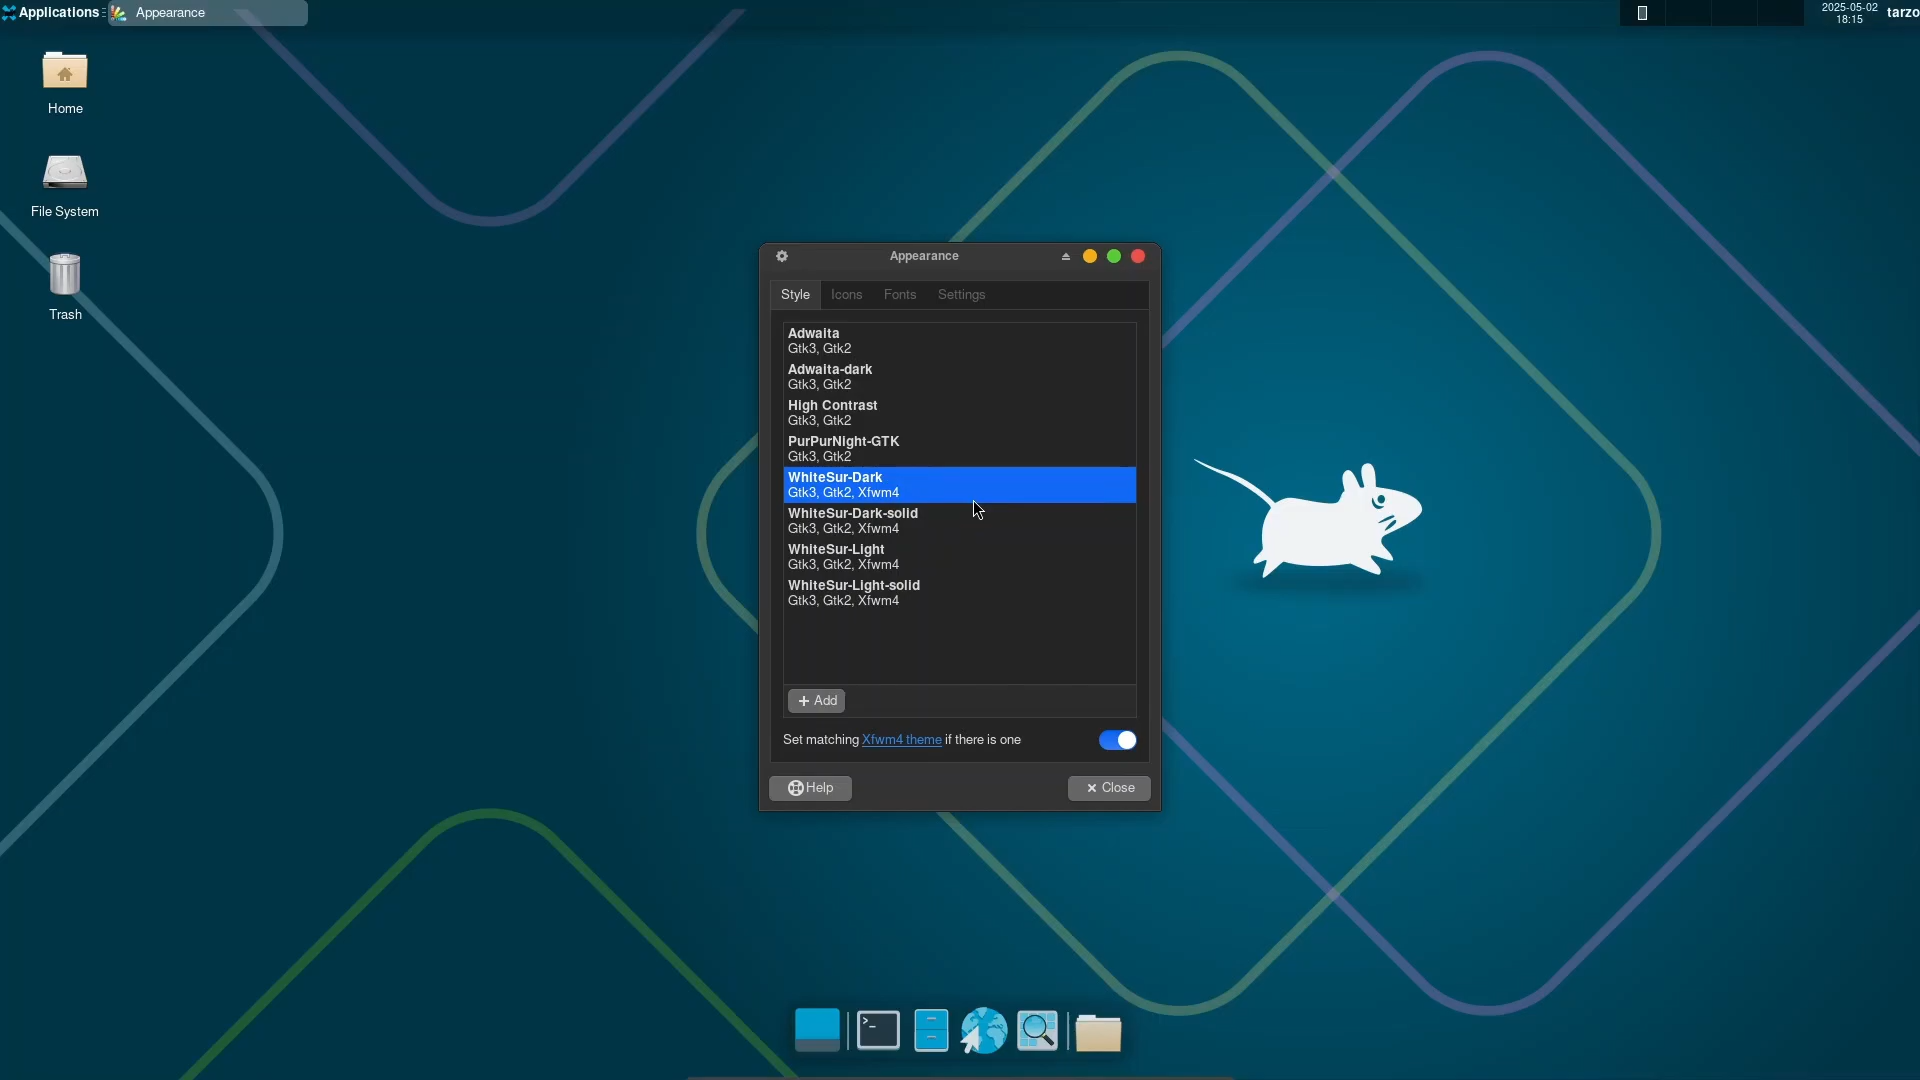 Applications
Appearance
2025-05-02
18:15
tarzo
Home
File System
Trash
Appearance
Style Icons Fonts Settings
Adwaita
Gtk3, Gtk2
Adwaita-dark
Gtk3, Gtk2
High Contrast
Gtk3, Gtk2
PurPurNight-GTK
Gtk3, Gtk2
WhiteSur-Dark
Gtk3, Gtk2, Xfwm4
WhiteSur-Dark-solid
Gtk3, Gtk2, Xfwm4
WhiteSur-Light
Gtk3, Gtk2, Xfwm4
WhiteSur-Light-solid
Gtk3, Gtk2, Xfwm4
Add
Set matching Xfwm4 theme if there is one
Help
Close